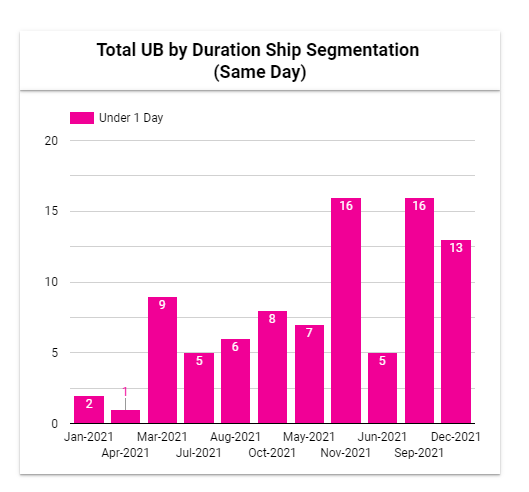 Total UB by Duration Ship Segmentation
(Same Day)
Under 1 Day
20
15
10
5
0
2
1
9
5
6
8
7
16
5
16
13
Jan-2021
Apr-2021
Mar-2021
Jul-2021
Aug-2021
Oct-2021
May-2021
Nov-2021
Jun-2021
Sep-2021
Dec-2021